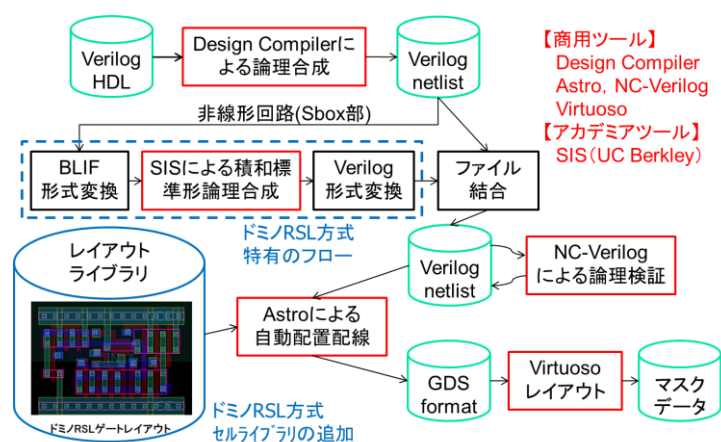 Verilog
HDL
Design Compilerに
よる論理合成
Verilog
netlist
【商用ツール】
Design Compiler
Astro, NC-Verilog
Virtuoso
【アカデミアツール】
SIS(UC Berkley)
非線形回路(Sbox部)
BLIF
形式変換
SISによる積和標
準形論理合成
Verilog
形式変換
ファイル
結合
ドミノRSL方式
特有のフロー
レイアウト
ライブラリ
Verilog
netlist
NC-Verilog
による論理検証
Astroによる
自動配置配線
GDS
format
Virtuoso
レイアウト
マスク
データ
ドミノRSLゲートレイアウト
ドミノRSL方式
セルライブラリの追加